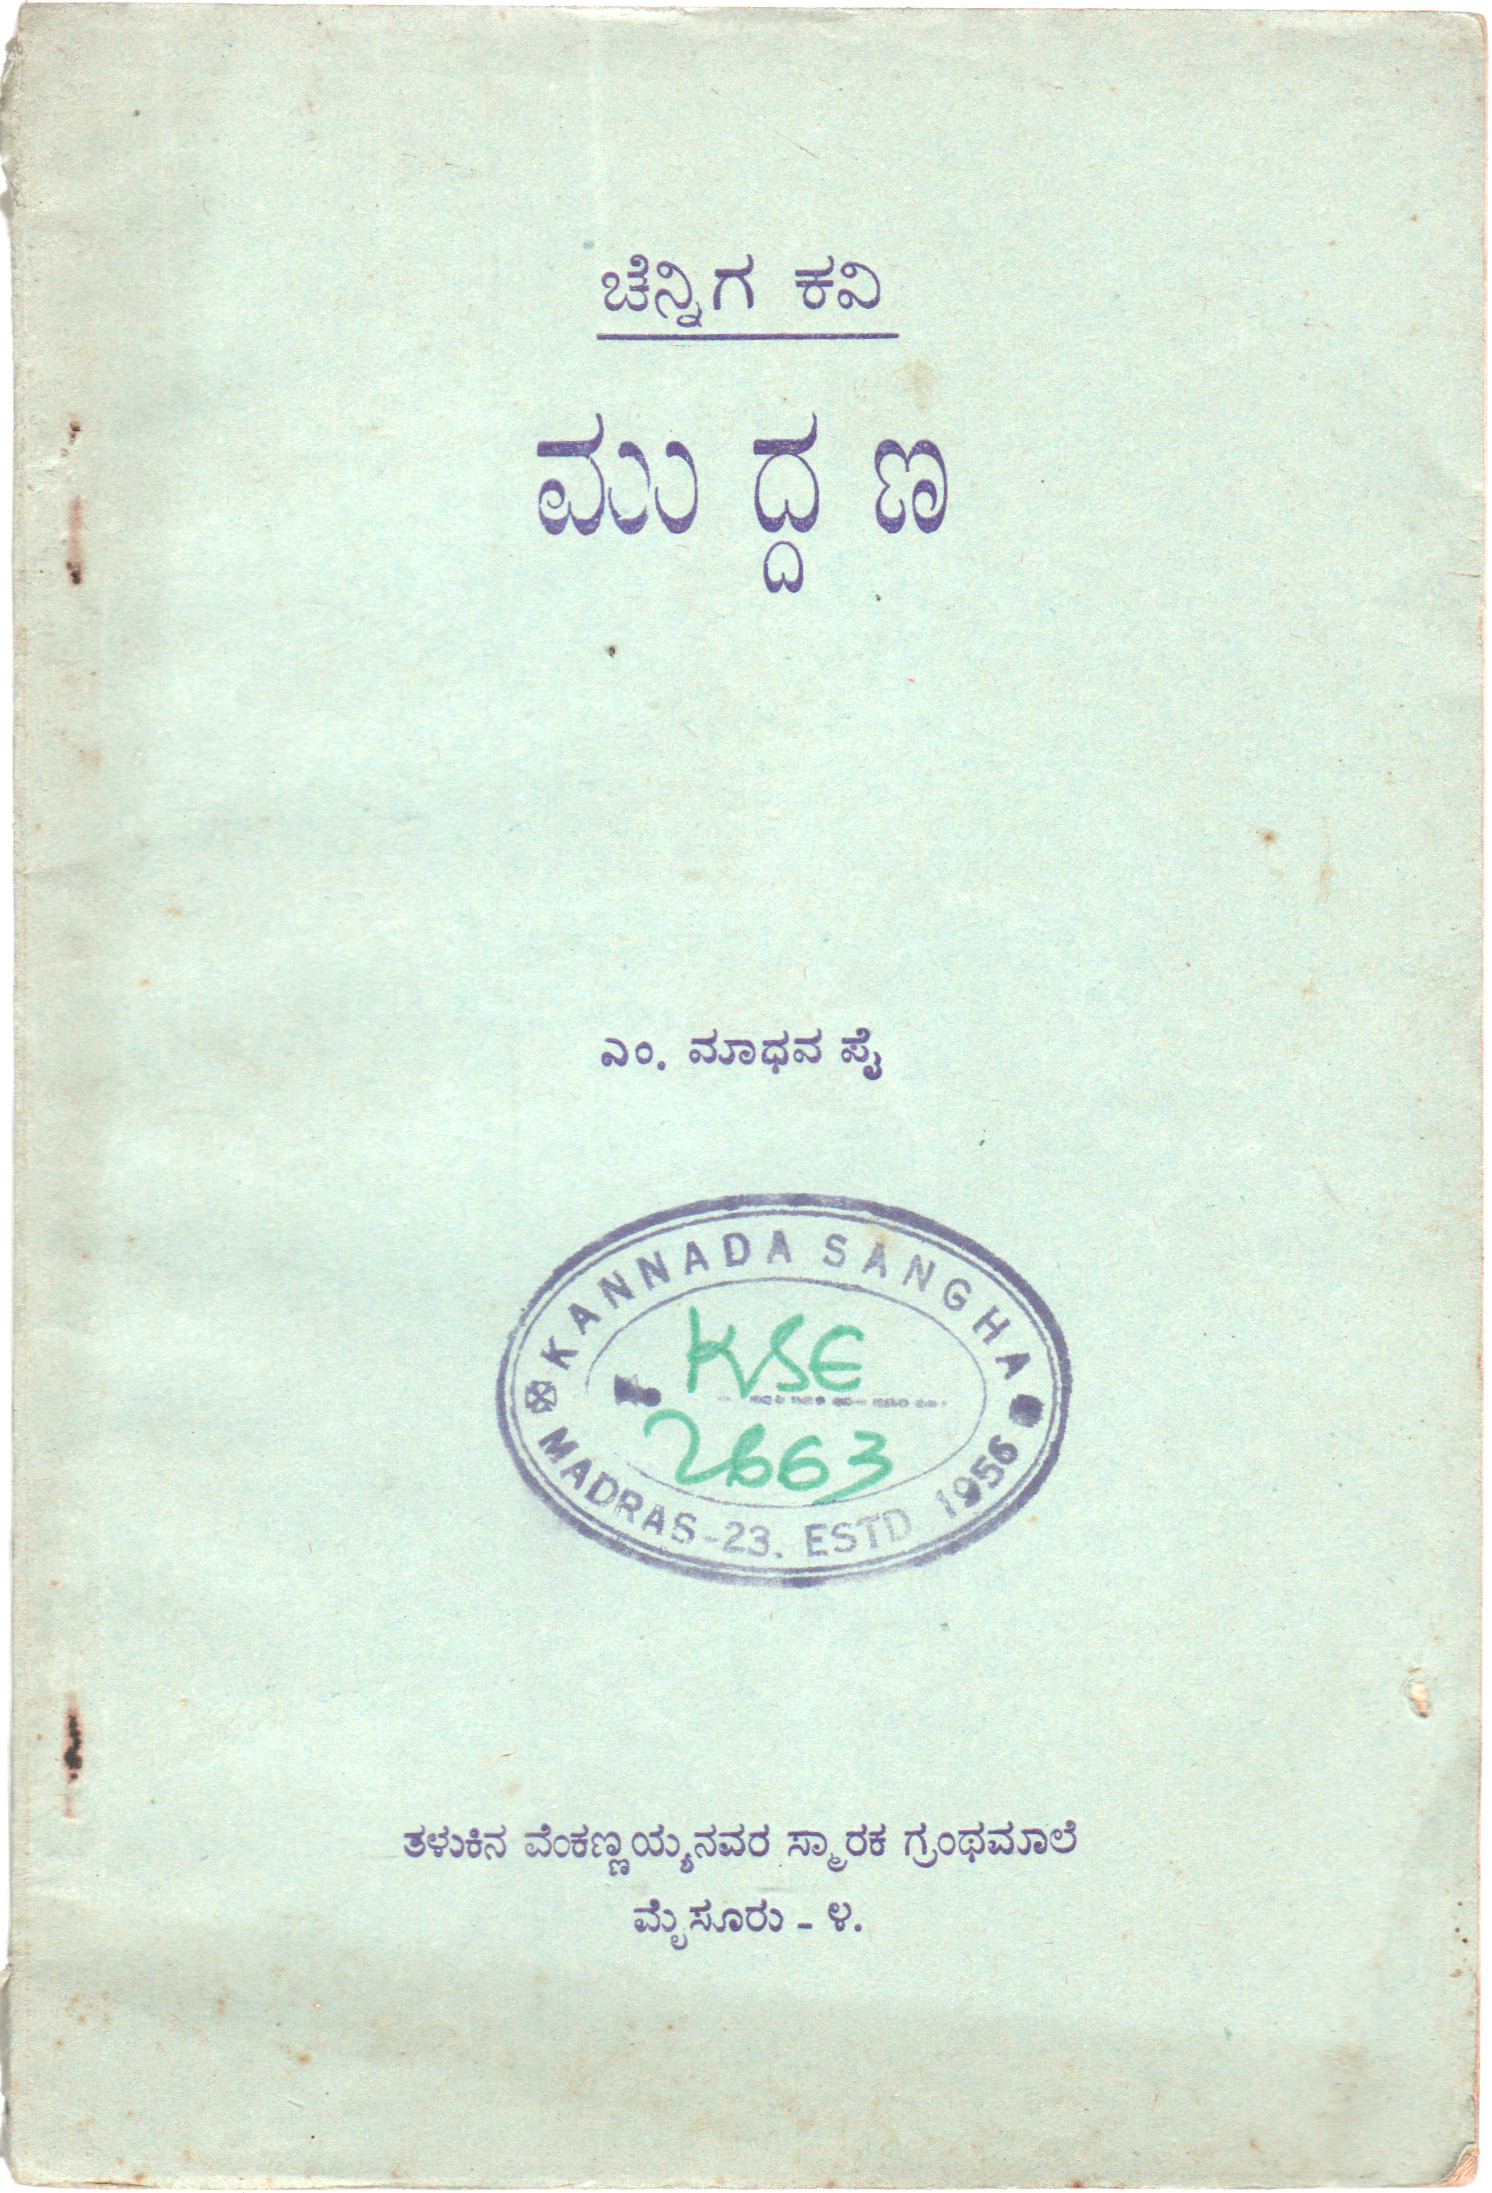 ಚೆನ್ನಿಗ ಕವಿ
ಮುದ್ದಣ
ಎಂ. ಮಾಧವ ಪೈ
KANNADA SANGHA
KSE
2663
MADRAS-23. ESTD 1956
ತಳುಕಿನ ವೆಂಕಣ್ಣಯ್ಯನವರ ಸ್ಮಾರಕ ಗ್ರಂಥಮಾಲೆ
ಮೈಸೂರು - ೪.